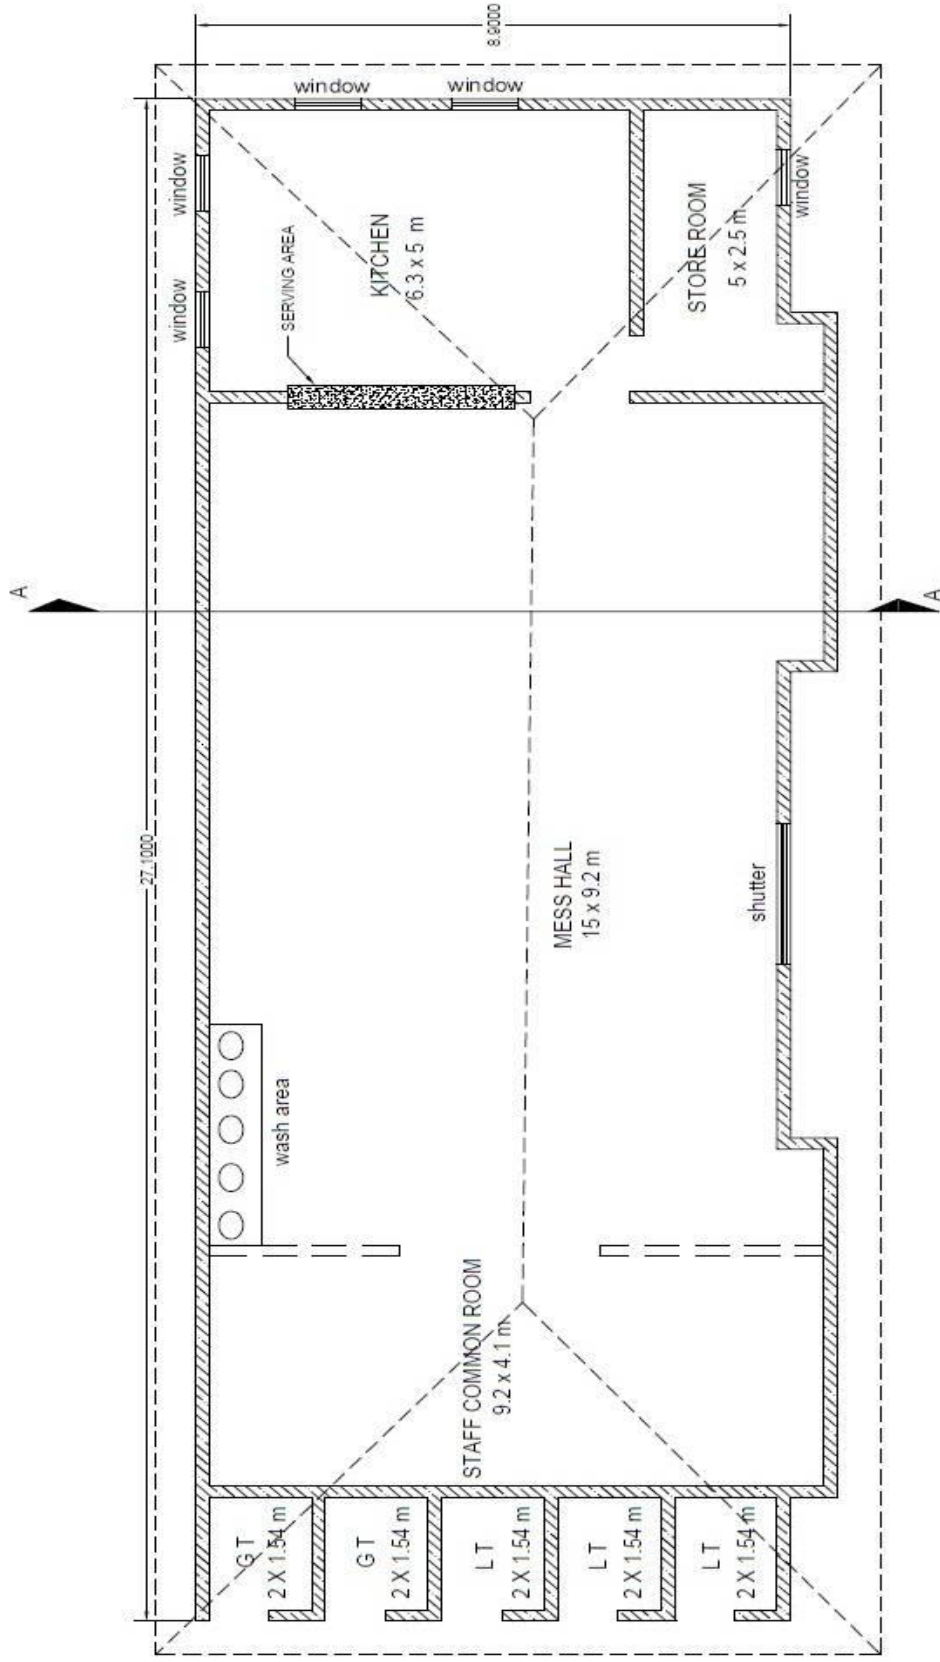 8.9000
window
window
window
window
window
KITCHEN
6.3 x 5 m
SERVING AREA
STORE ROOM
5 x 2.5 m
A
A
27.1000
MESS HALL
15 x 9.2 m
shutter
wash area
STAFF COMMON ROOM
9.2 x 4.1 m
G T
2 X 1.54 m
G T
2 X 1.54 m
L T
2 X 1.54 m
L T
2 X 1.54 m
L T
2 X 1.54 m